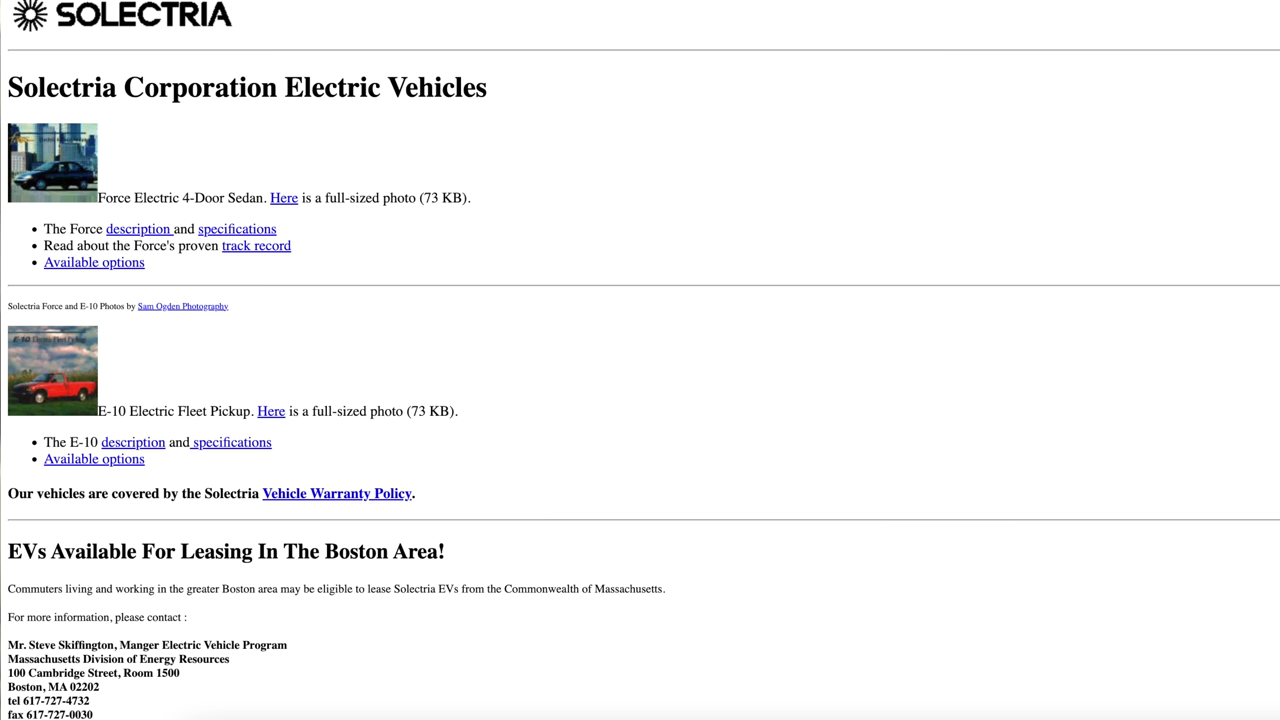 SOLECTRIA
Solectria Corporation Electric Vehicles
Force Electric 4-Door Sedan. Here is a full-sized photo (73 KB).
• The Force description and specifications
• Read about the Force's proven track record
• Available options
Solectria Force and E-10 Photos by Sam Ogden Photography
E-10 Electric Fleet Pickup
E-10 Electric Fleet Pickup. Here is a full-sized photo (73 KB).
• The E-10 description and specifications
• Available options
Our vehicles are covered by the Solectria Vehicle Warranty Policy.
EVs Available For Leasing In The Boston Area!
Commuters living and working in the greater Boston area may be eligible to lease Solectria EVs from the Commonwealth of Massachusetts.
For more information, please contact :
Mr. Steve Skiffington, Manger Electric Vehicle Program
Massachusetts Division of Energy Resources
100 Cambridge Street, Room 1500
Boston, MA 02202
tel 617-727-4732
fax 617-727-0030